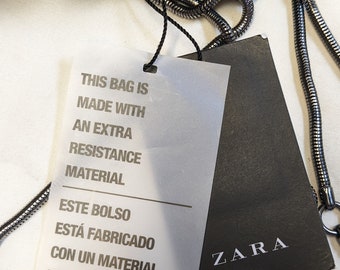 THIS BAG IS
MADE WITH
AN EXTRA
RESISTANCE
MATERIAL
ESTE BOLSO
ESTÁ FABRICADO
CON UN MATERIAL
ZARA